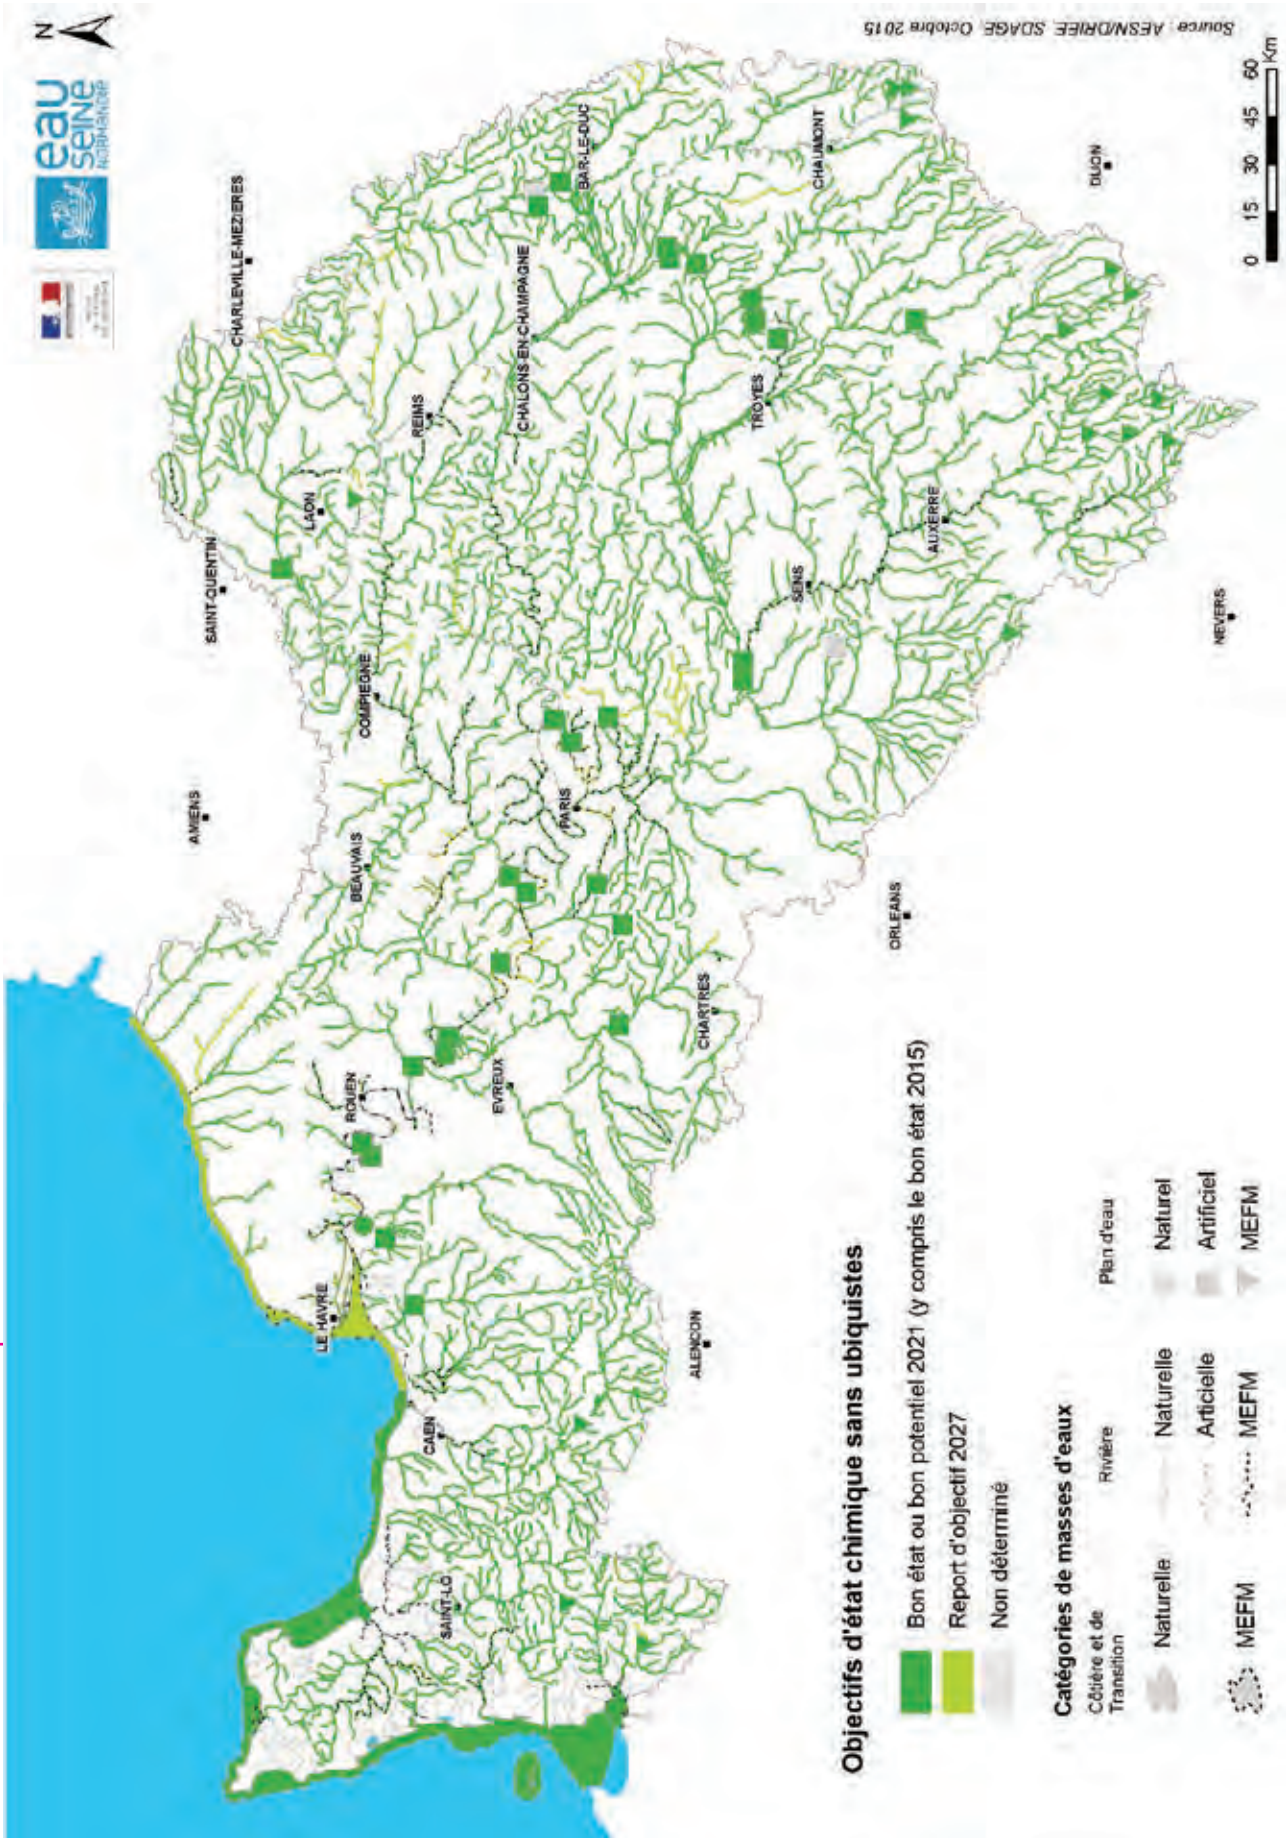 N
eau
SEINE
NORMANDIE
Source : AESN/DRIEE, SDAGE, Octobre 2015
CHARLEVILLE-MEZIERES
SAINT-QUENTIN
AMIENS
LAON
REIMS
COMPIEGNE
BEAUVAIS
ROUEN
LE HAVRE
CAEN
SAINT-LO
EVREUX
PARIS
CHALONS-EN-CHAMPAGNE
BAR-LE-DUC
CHARTRES
TROYES
SENS
CHAUMONT
AUXERRE
ALENCON
ORLEANS
DIJON
NEVERS
0 15 30 45 60
Km
Objectifs d'état chimique sans ubiquistes
Bon état ou bon potentiel 2021 (y compris le bon état 2015)
Report d'objectif 2027
Non déterminé
Catégories de masses d'eaux
Côtière et de
Transition
Rivière
Plan d'eau
Naturelle
Naturelle
Naturel
Articielle
Artificiel
MEFM
MEFM
MEFM